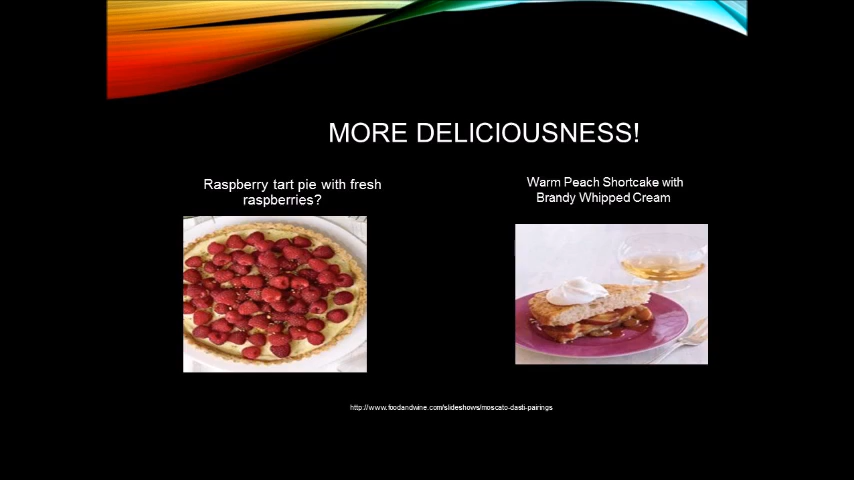 MORE DELICIOUSNESS!
Raspberry tart pie with fresh
raspberries?
Warm Peach Shortcake with
Brandy Whipped Cream
http://www.foodandwine.com/slideshows/moscato-dasti-pairings